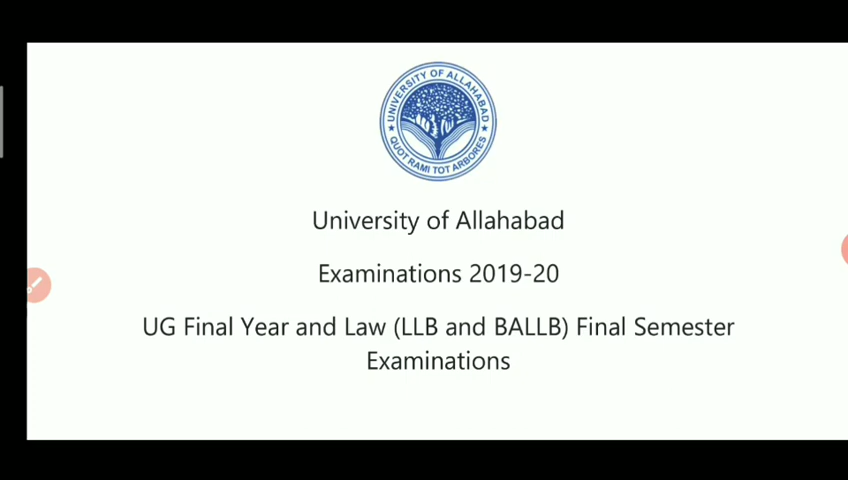 UNIVERSITY OF ALLAHABAD
QUOT RAMI TOT ARBORES
University of Allahabad
Examinations 2019-20
UG Final Year and Law (LLB and BALLB) Final Semester
Examinations